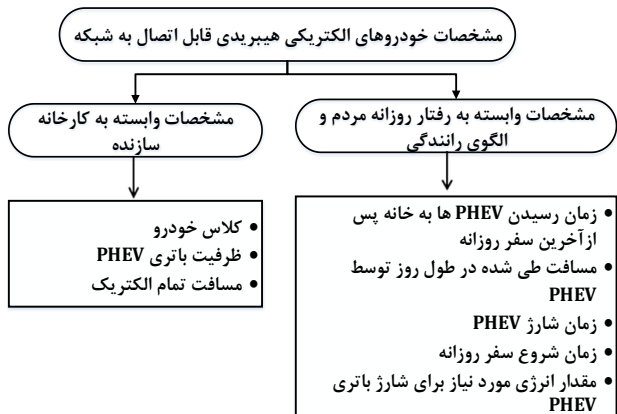 مشخصات خودروهای الکتریکی هیبریدی قابل اتصال به شبکه
مشخصات وابسته به رفتار روزانه مردم و
الگوی رانندگی
مشخصات وابسته به کارخانه
سازنده
• زمان رسیدن PHEV ها به خانه پس
ازآخرین سفر روزانه
• مسافت طی شده در طول روز توسط
PHEV
• زمان شارژ PHEV
• زمان شروع سفر روزانه
• مقدار انرژی مورد نیاز برای شارژ باتری
PHEV
• کلاس خودرو
• ظرفیت باتری PHEV
• مسافت تمام الکتریک